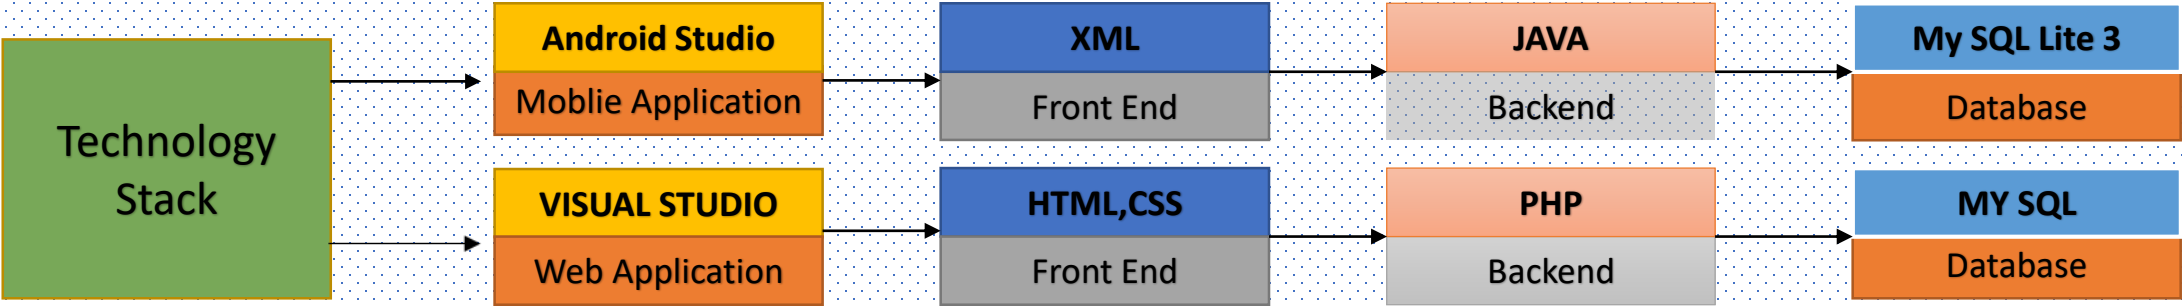 Technology
Stack
Android Studio
Moblie Application
XML
Front End
JAVA
Backend
My SQL Lite 3
Database
VISUAL STUDIO
Web Application
HTML,CSS
Front End
PHP
Backend
MY SQL
Database